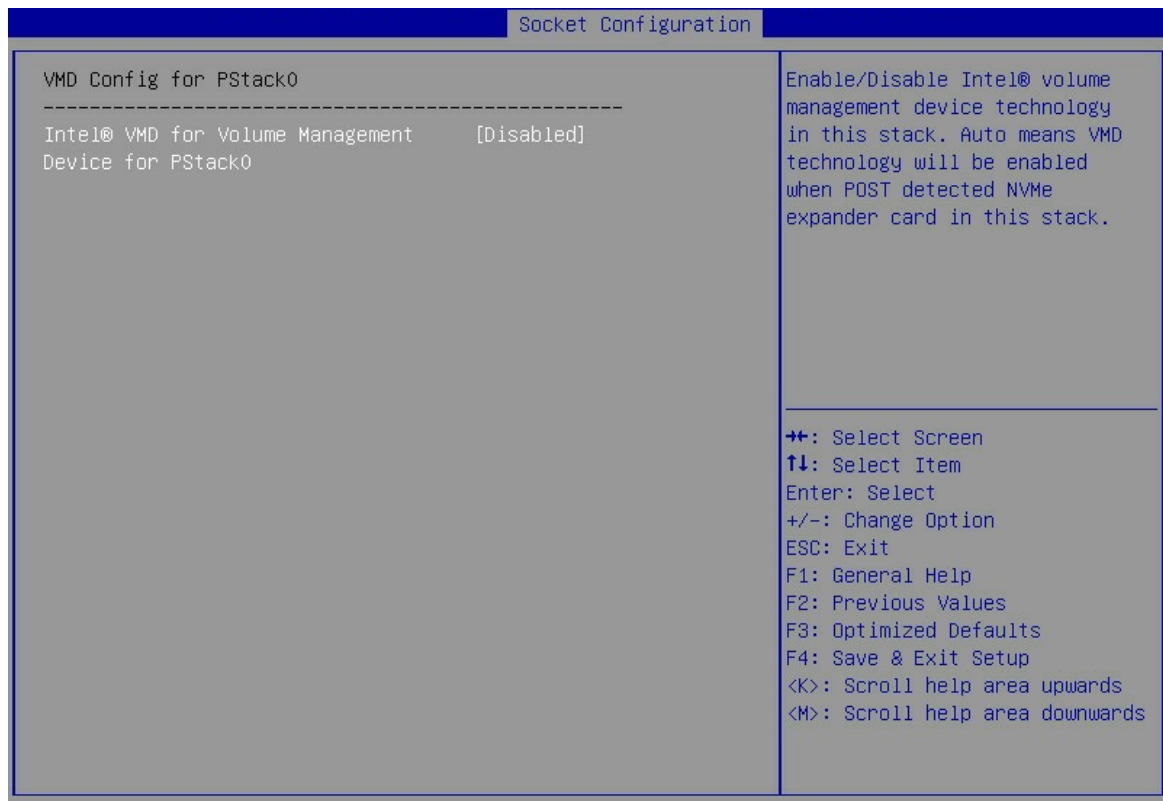 Socket Configuration
VMD Config for PStack0
--------------------------------------------------
Intel® VMD for Volume Management [Disabled]
Device for PStack0
Enable/Disable Intel® volume
management device technology
in this stack. Auto means VMD
technology will be enabled
when POST detected NVMe
expander card in this stack.
→←: Select Screen
↑↓: Select Item
Enter: Select
+/-: Change Option
ESC: Exit
F1: General Help
F2: Previous Values
F3: Optimized Defaults
F4: Save & Exit Setup
<K>: Scroll help area upwards
<M>: Scroll help area downwards